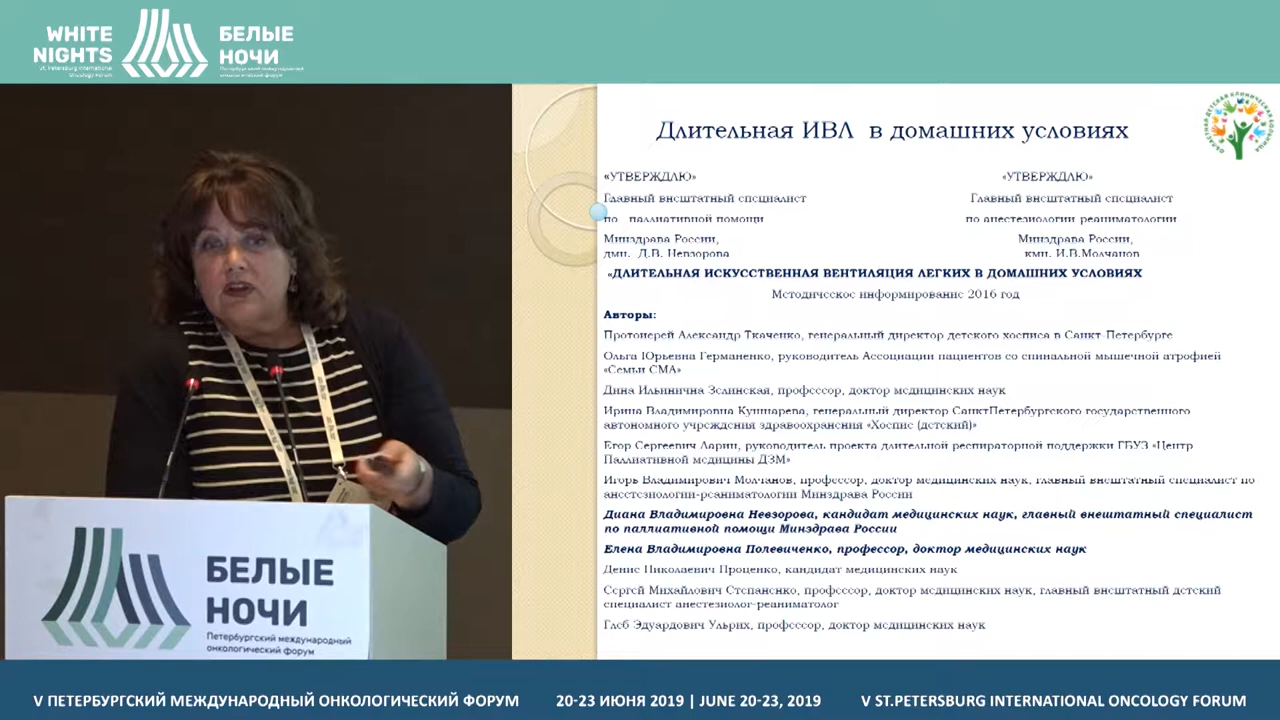 WHITE
NIGHTS
St. Petersburg International
Oncology Forum
БЕЛЫЕ
НОЧИ
Петербургский международный
онкологический форум
Длительная ИВЛ в домашних условиях
«УТВЕРЖДАЮ»
«УТВЕРЖДАЮ»
Главный внештатный специалист
Главный внештатный специалист
по паллиативной помощи
по анестезиологии-реаниматологии
Минздрава России,
Минздрава России,
дмн. Д.В. Невзорова
кмн. И.В.Молчанов
«ДЛИТЕЛЬНАЯ ИСКУССТВЕННАЯ ВЕНТИЛЯЦИЯ ЛЕГКИХ В ДОМАШНИХ УСЛОВИЯХ
Методическое информирование 2016 год
Авторы:
Протоиерей Александр Ткаченко, генеральный директор детского хосписа в Санкт-Петербурге
Ольга Юрьевна Германенко, руководитель Ассоциации пациентов со спинальной мышечной атрофией
«Семьи СМА»
Дина Ильинична Зелинская, профессор, доктор медицинских наук
Ирина Владимировна Кушнарева, генеральный директор СанктПетербургского государственного
автономного учреждения здравоохранения «Хоспис (детский)»
Егор Сергеевич Ларин, руководитель проекта длительной респираторной поддержки ГБУЗ «Центр
Паллиативной медицины ДЗМ»
Игорь Владимирович Молчанов, профессор, доктор медицинских наук, главный внештатный специалист по
анестезиологии-реаниматологии Минздрава России
Диана Владимировна Невзорова, кандидат медицинских наук, главный внештатный специалист
по паллиативной помощи Минздрава России
Елена Владимировна Полевиченко, профессор, доктор медицинских наук
Денис Николаевич Проценко, кандидат медицинских наук
Сергей Михайлович Степаненко, профессор, доктор медицинских наук, главный внештатный детский
специалист анестезиолог-реаниматолог
Глеб Эдуардович Ульрих, профессор, доктор медицинских наук
БЕЛЫЕ
НОЧИ
Петербургский международный
онкологический форум
V ПЕТЕРБУРГСКИЙ МЕЖДУНАРОДНЫЙ ОНКОЛОГИЧЕСКИЙ ФОРУМ
20-23 ИЮНЯ 2019 | JUNE 20-23, 2019
V ST.PETERSBURG INTERNATIONAL ONCOLOGY FORUM